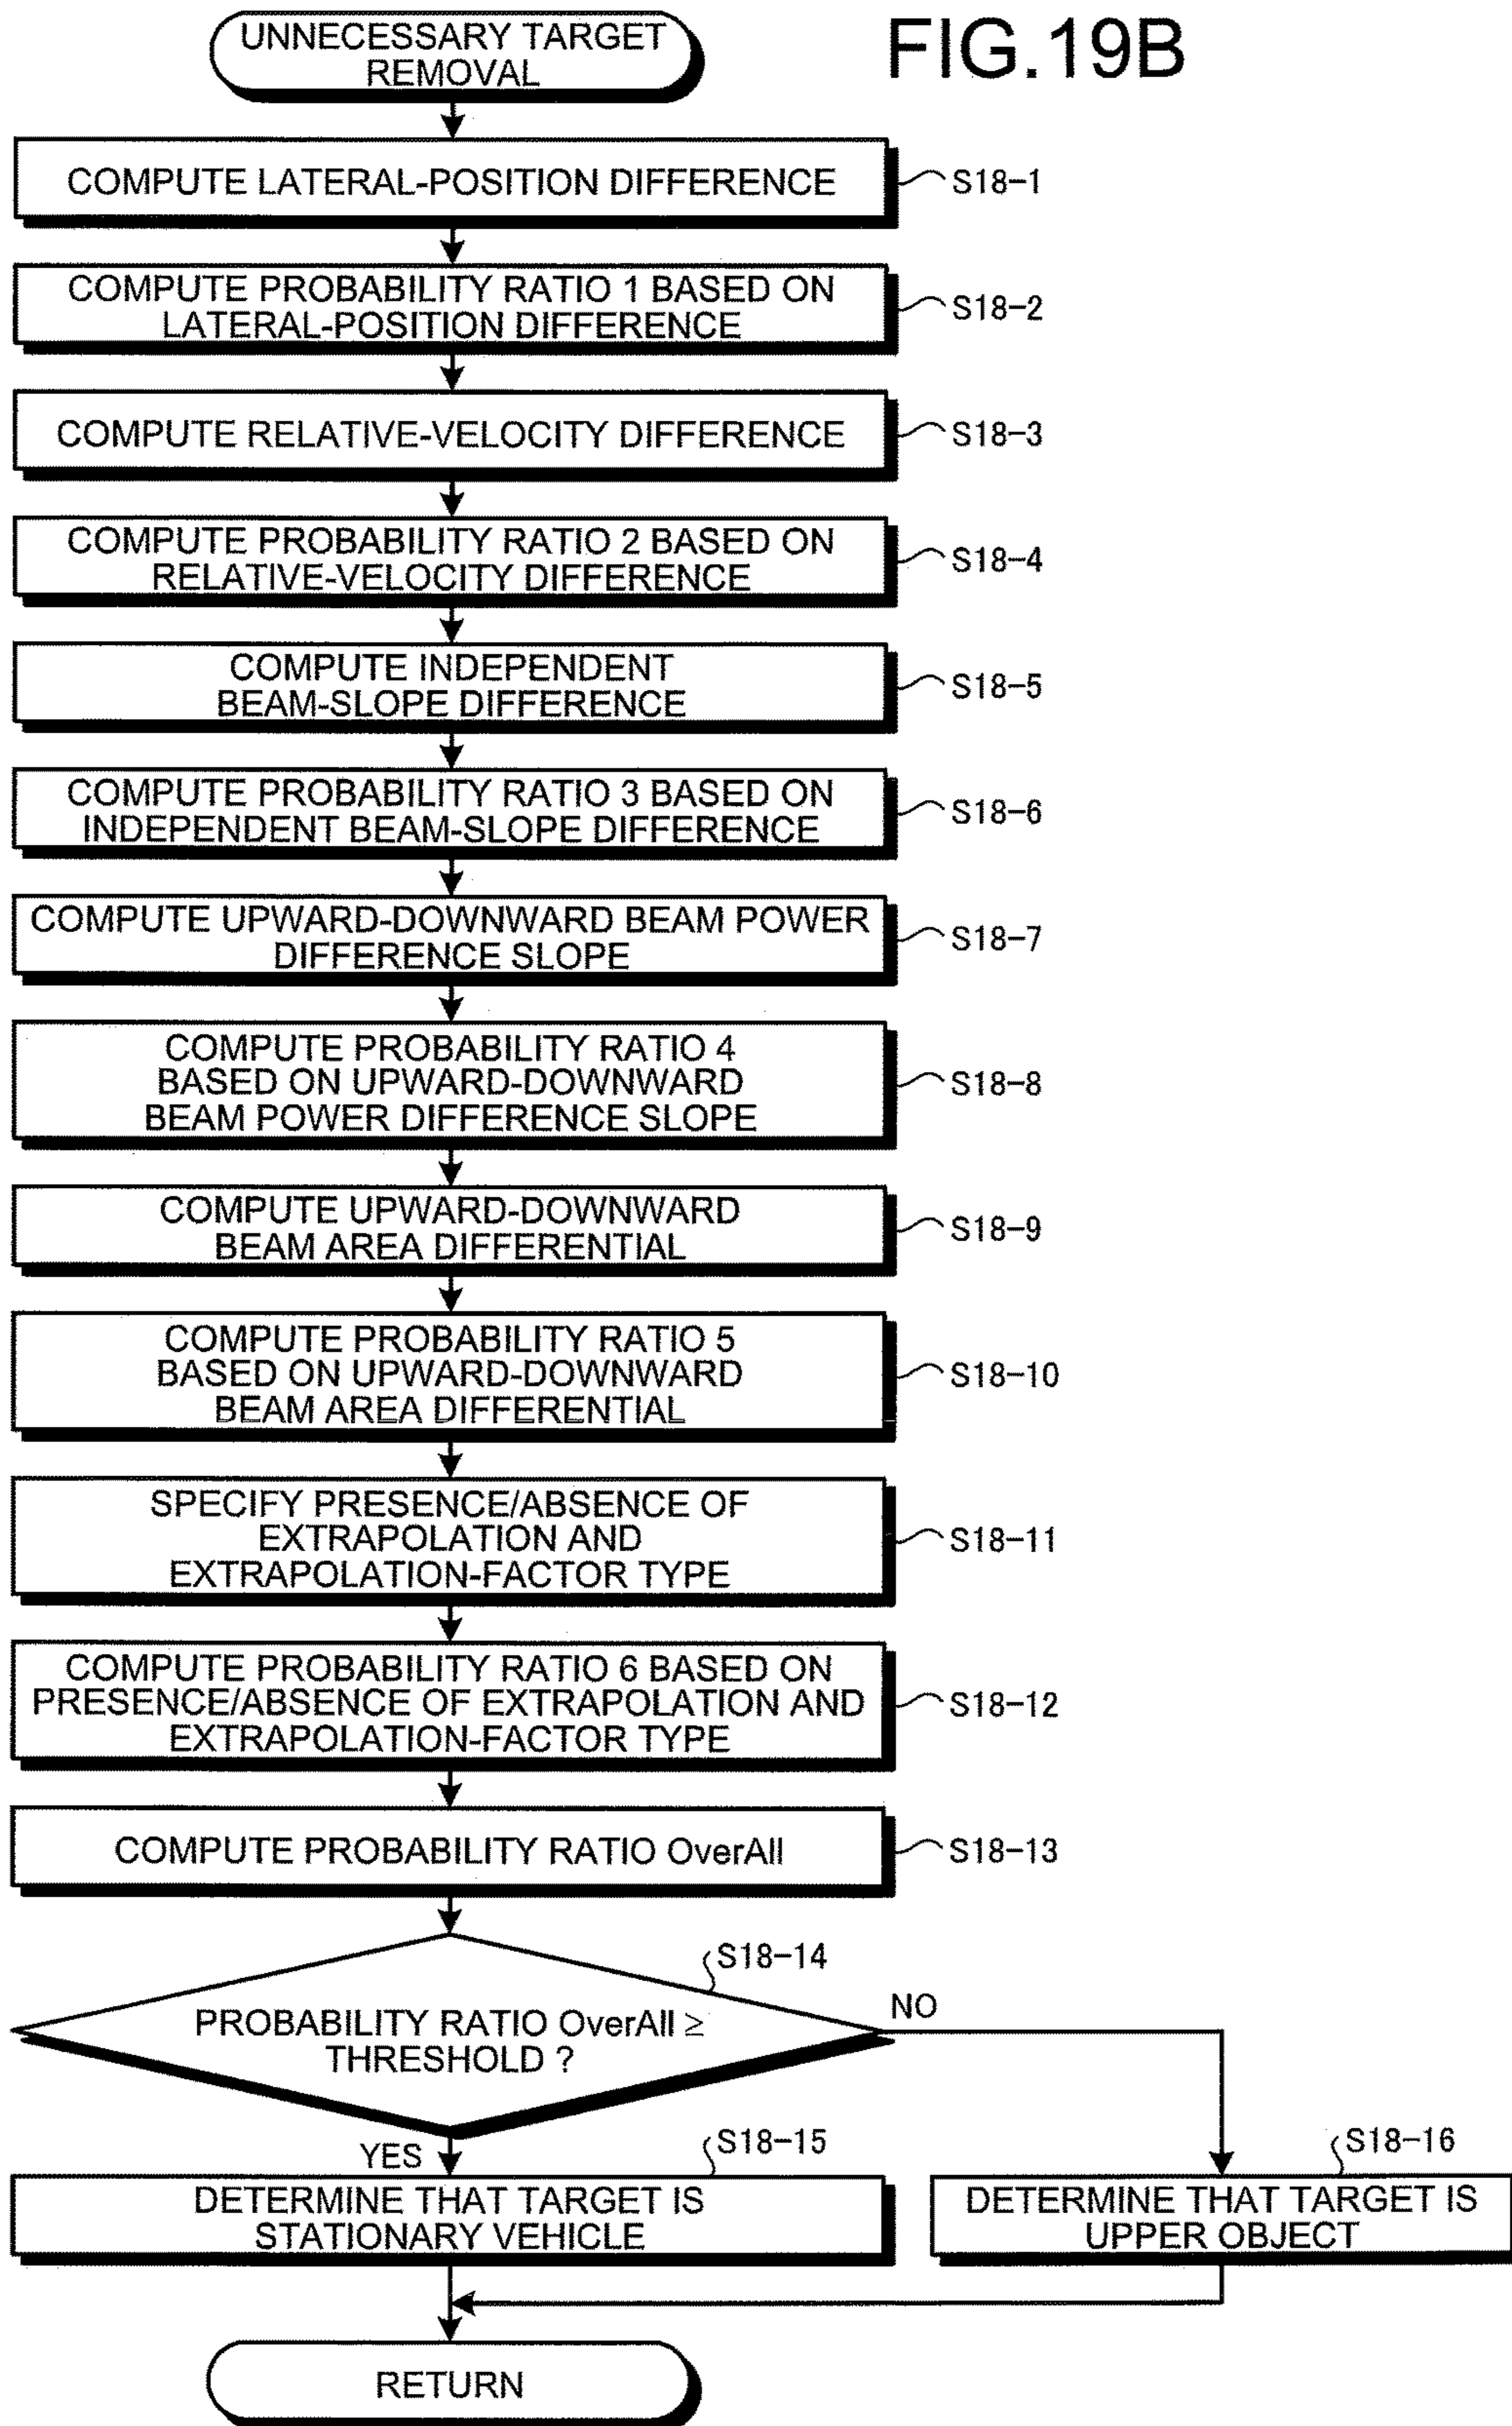 FIG.19B
UNNECESSARY TARGET
REMOVAL
COMPUTE LATERAL-POSITION DIFFERENCE
S18-1
COMPUTE PROBABILITY RATIO 1 BASED ON
LATERAL-POSITION DIFFERENCE
S18-2
COMPUTE RELATIVE-VELOCITY DIFFERENCE
S18-3
COMPUTE PROBABILITY RATIO 2 BASED ON
RELATIVE-VELOCITY DIFFERENCE
S18-4
COMPUTE INDEPENDENT
BEAM-SLOPE DIFFERENCE
S18-5
COMPUTE PROBABILITY RATIO 3 BASED ON
INDEPENDENT BEAM-SLOPE DIFFERENCE
S18-6
COMPUTE UPWARD-DOWNWARD BEAM POWER
DIFFERENCE SLOPE
S18-7
COMPUTE PROBABILITY RATIO 4
BASED ON UPWARD-DOWNWARD
BEAM POWER DIFFERENCE SLOPE
S18-8
COMPUTE UPWARD-DOWNWARD
BEAM AREA DIFFERENTIAL
S18-9
COMPUTE PROBABILITY RATIO 5
BASED ON UPWARD-DOWNWARD
BEAM AREA DIFFERENTIAL
S18-10
SPECIFY PRESENCE/ABSENCE OF
EXTRAPOLATION AND
EXTRAPOLATION-FACTOR TYPE
S18-11
COMPUTE PROBABILITY RATIO 6 BASED ON
PRESENCE/ABSENCE OF EXTRAPOLATION AND
EXTRAPOLATION-FACTOR TYPE
S18-12
COMPUTE PROBABILITY RATIO OverAll
S18-13
S18-14
PROBABILITY RATIO OverAll ≥
THRESHOLD ?
NO
YES
S18-15
DETERMINE THAT TARGET IS
STATIONARY VEHICLE
S18-16
DETERMINE THAT TARGET IS
UPPER OBJECT
RETURN